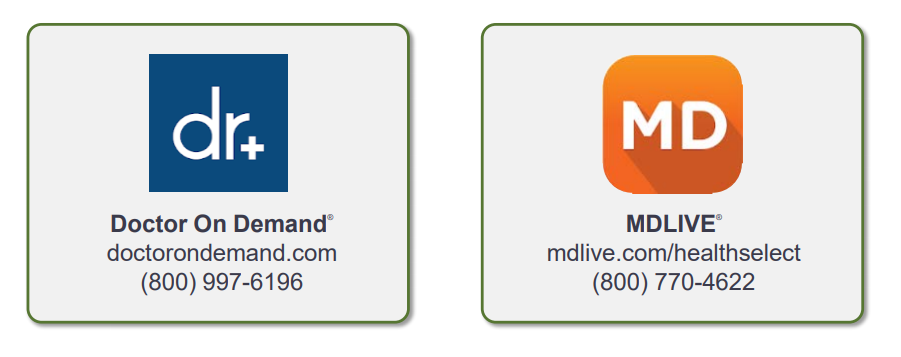 dr+
Doctor On Demand®
doctorondemand.com
(800) 997-6196
MD
MDLIVE®
mdlive.com/healthselect
(800) 770-4622